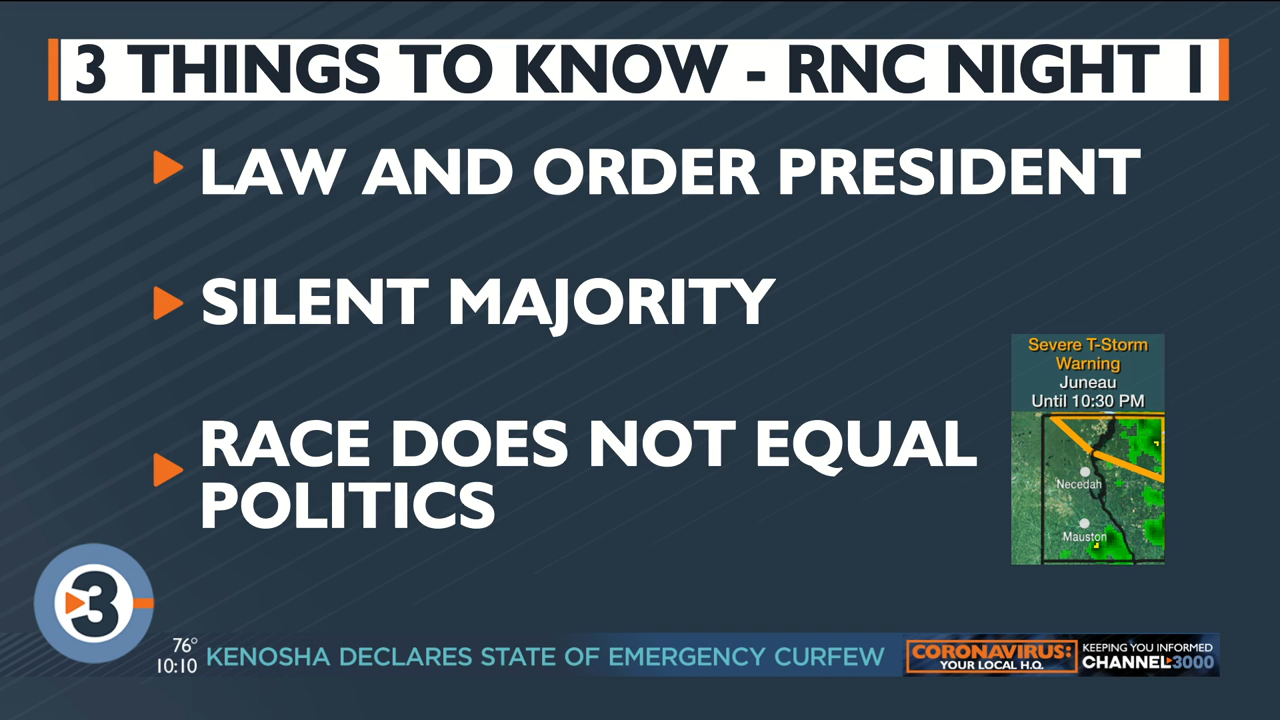 3 THINGS TO KNOW - RNC NIGHT 1
LAW AND ORDER PRESIDENT
SILENT MAJORITY
RACE DOES NOT EQUAL
POLITICS
Severe T-Storm
Warning
Juneau
Until 10:30 PM
Necedah
Mauston
3
76°
10:10
KENOSHA DECLARES STATE OF EMERGENCY CURFEW
CORONAVIRUS:
YOUR LOCAL H.Q.
KEEPING YOU INFORMED
CHANNEL3000